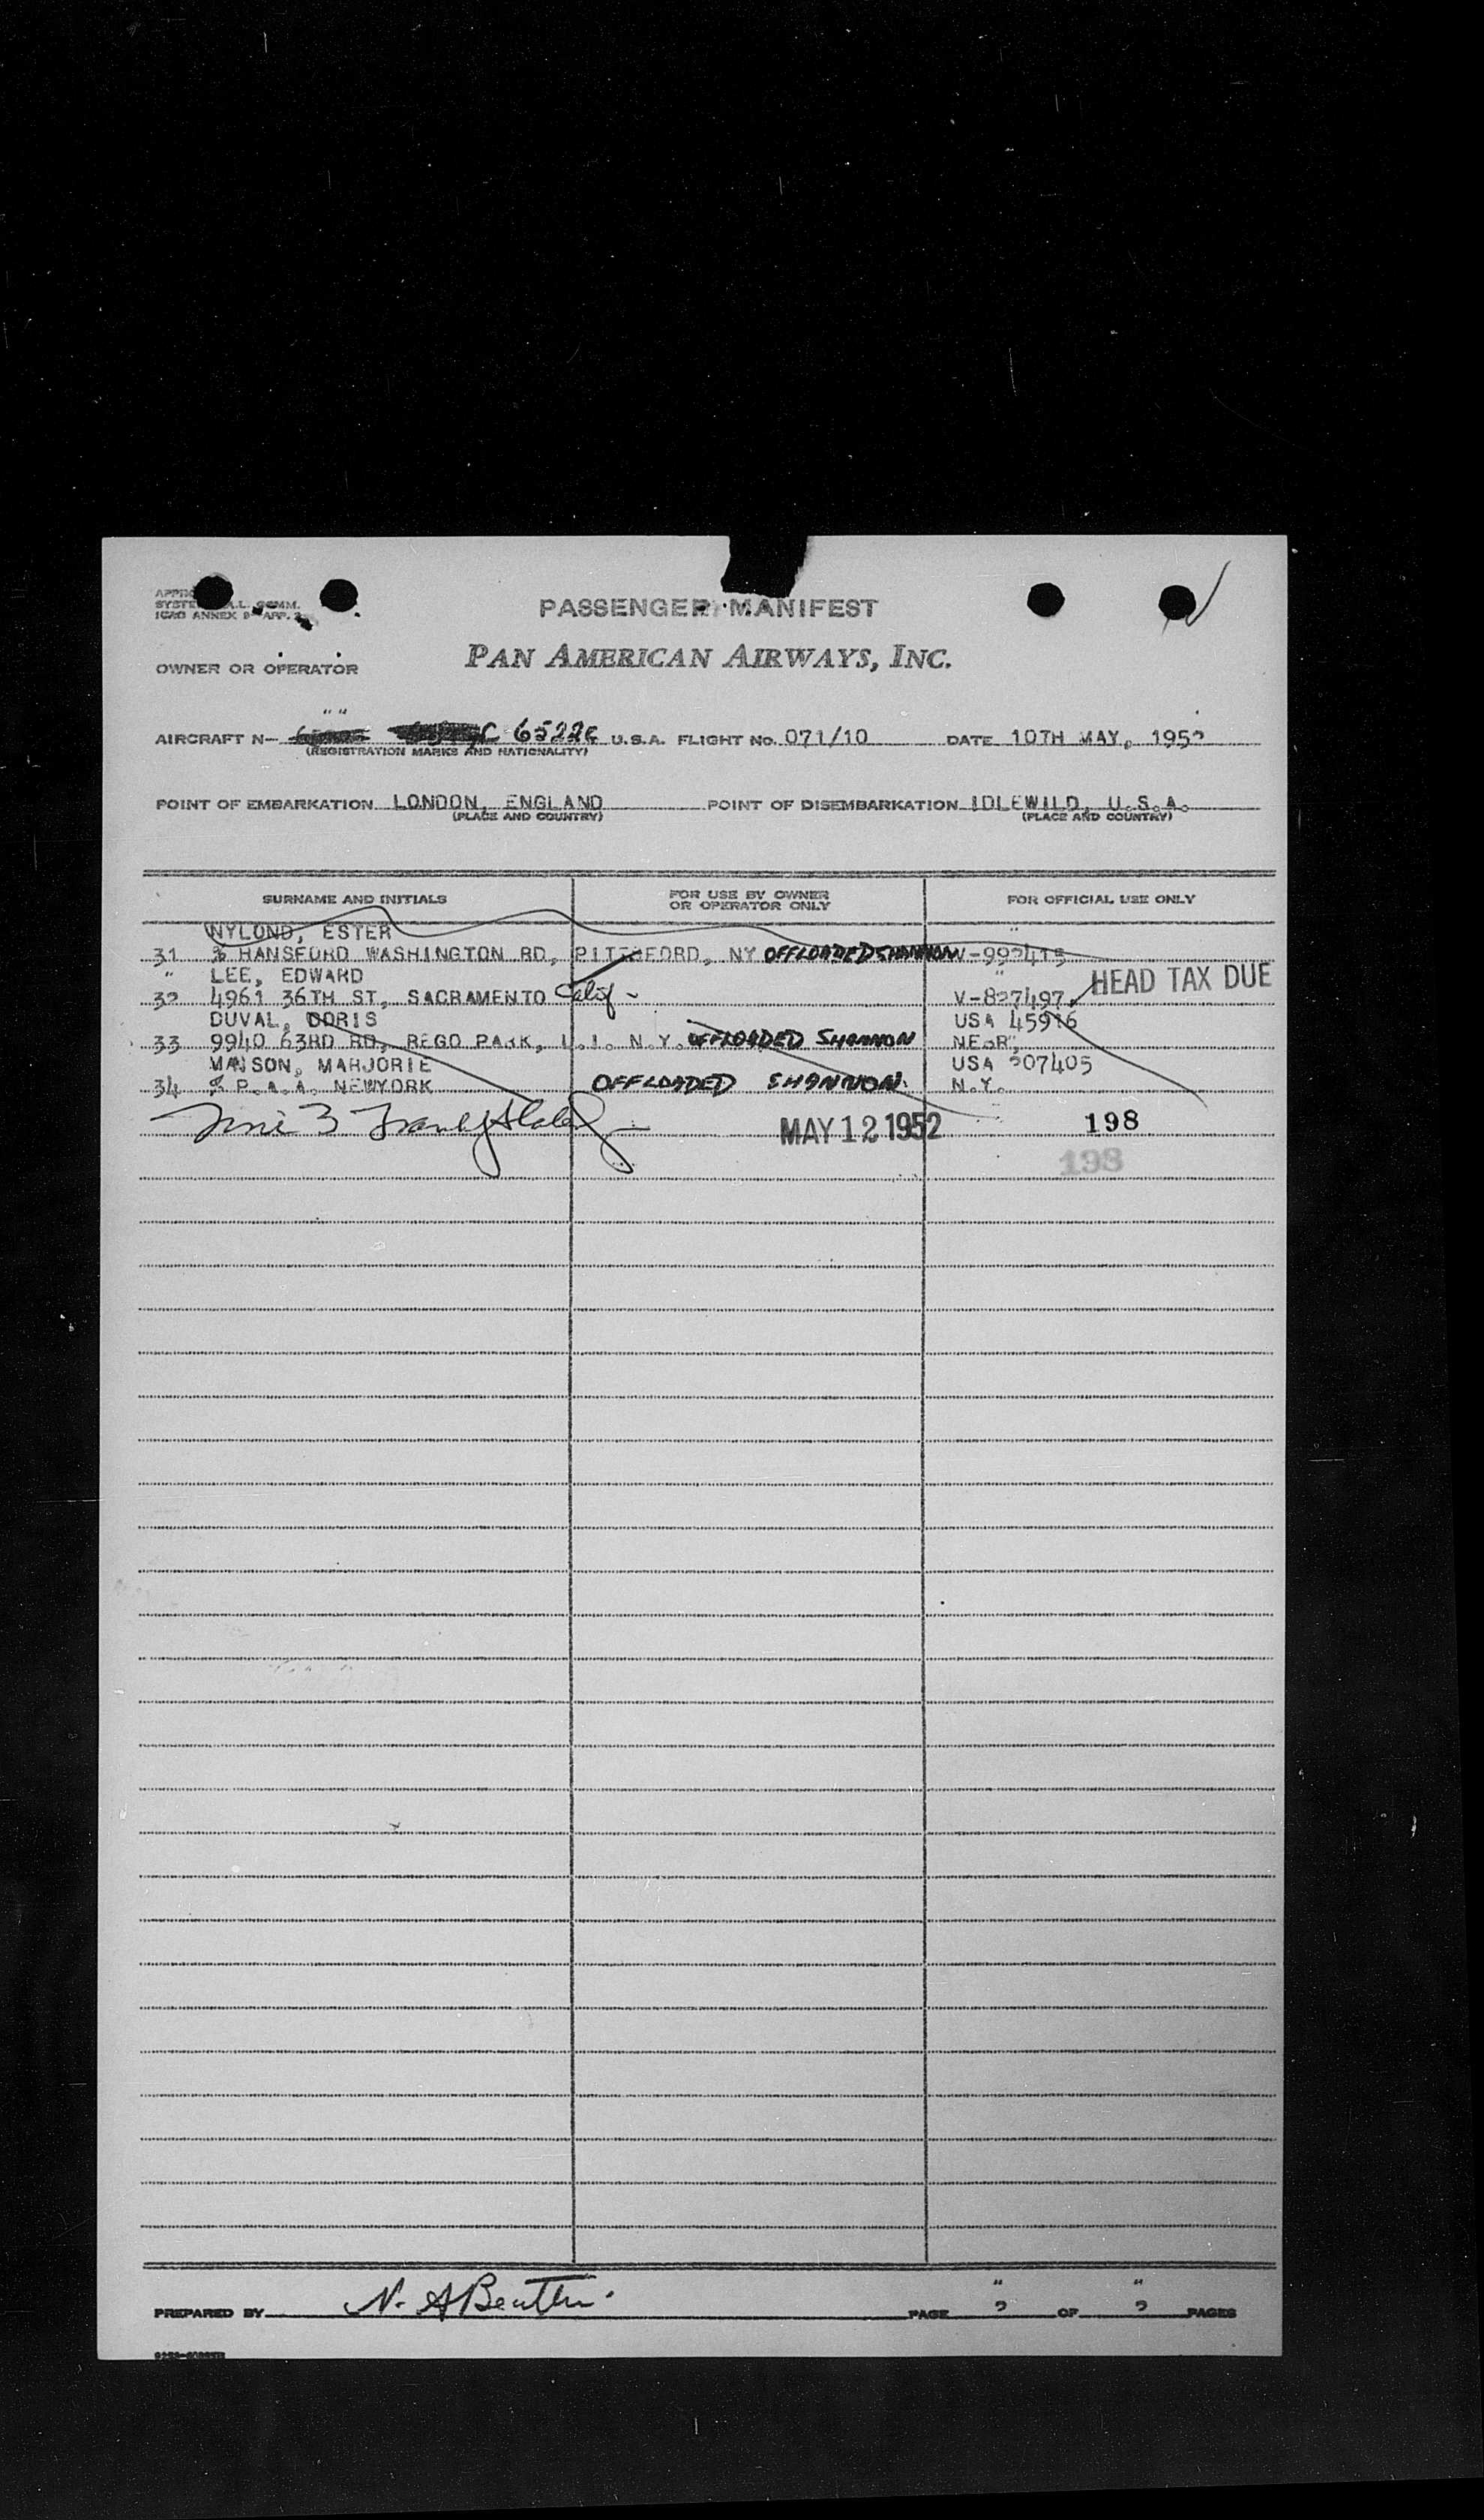 PASSENGER MANIFEST
PAN AMERICAN AIRWAYS, INC.
OWNER OR OPERATOR
AIRCRAFT N- C 6522C U.S.A. FLIGHT No. 071/10 DATE 10TH MAY, 1952
(REGISTRATION MARKS AND NATIONALITY)
POINT OF EMBARKATION LONDON, ENGLAND POINT OF DISEMBARKATION IDLEWILD, U.S.A.
(PLACE AND COUNTRY) (PLACE AND COUNTRY)
SURNAME AND INITIALS FOR USE BY OWNER OR OPERATOR ONLY FOR OFFICIAL USE ONLY
NYLOND, ESTER
31 % HANSFORD WASHINGTON RD, PITTSFORD, NY OFFLOADED SHANNON V-992415
LEE, EDWARD HEAD TAX DUE
32 4961 36TH ST, SACRAMENTO Calif - V-827497
DUVAL, DORIS USA 45916
33 9940 63RD RD, REGO PARK, L.I. N.Y. OFFLOADED SHANNON
MANSON, MARJORIE USA 207405
34 % P.A.A. NEWYORK OFFLOADED SHANNON N.Y.
MAY 12 1952 198
198
PREPARED BY PAGE 2 OF 2 PAGES